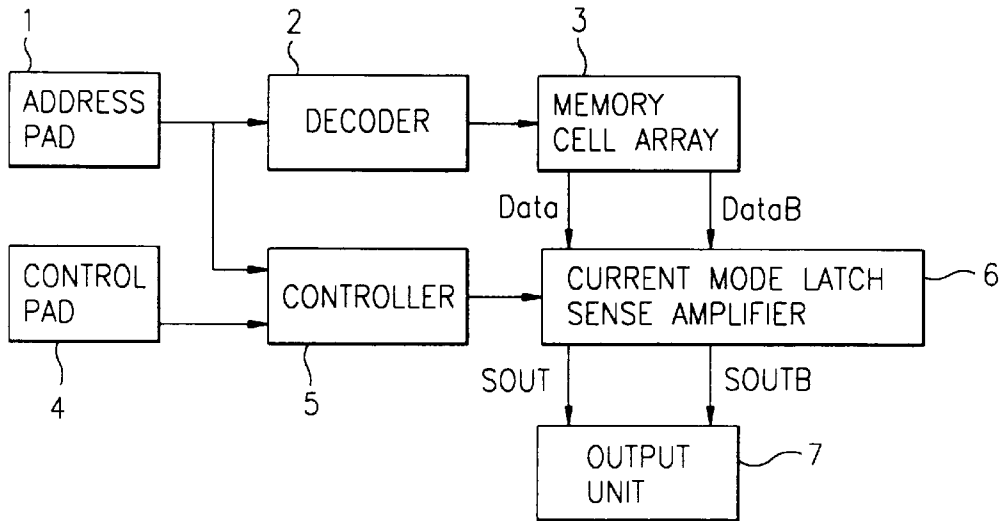 1
2
3
ADDRESS
PAD
DECODER
MEMORY
CELL ARRAY
Data
DataB
CONTROL
PAD
CONTROLLER
CURRENT MODE LATCH
SENSE AMPLIFIER
6
4
5
SOUT
SOUTB
OUTPUT
UNIT
7